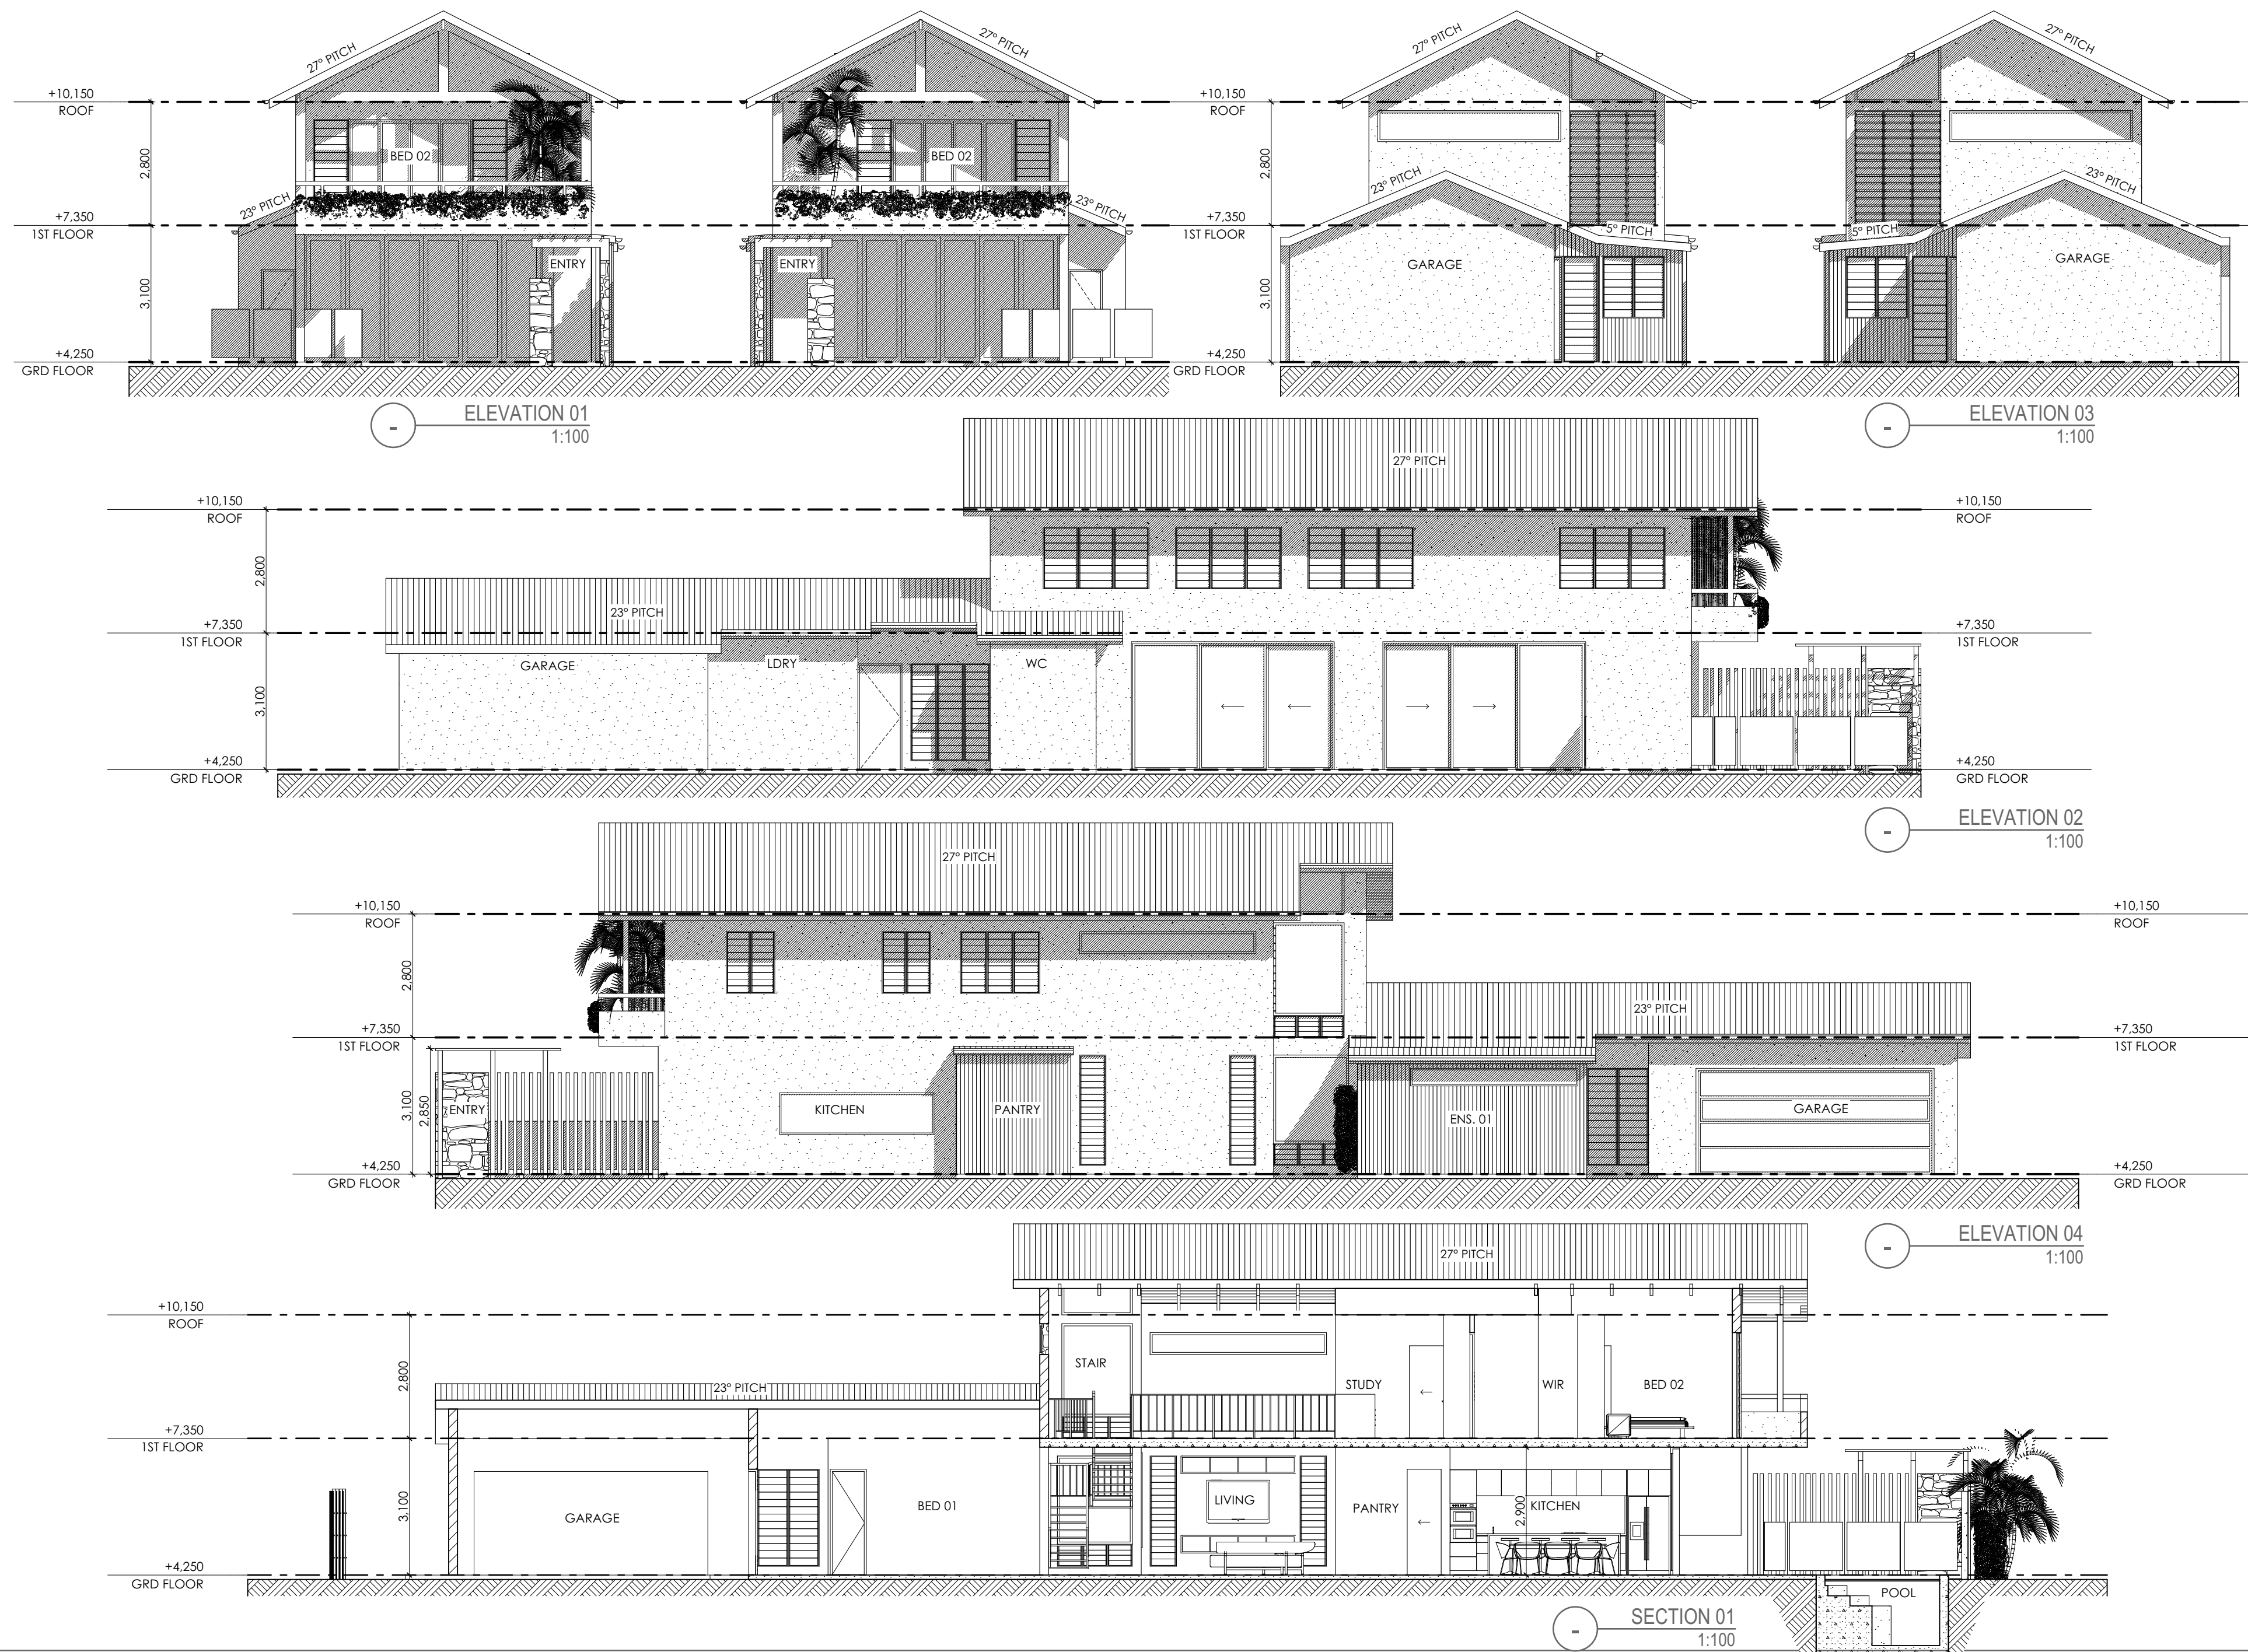 27° PITCH
27° PITCH
27° PITCH
27° PITCH
+10,150
ROOF
+10,150
ROOF
2,800
BED 02
BED 02
2,800
23° PITCH
23° PITCH
23° PITCH
23° PITCH
+7,350
1ST FLOOR
+7,350
1ST FLOOR
5° PITCH
5° PITCH
ENTRY
ENTRY
GARAGE
GARAGE
3,100
3,100
+4,250
GRD FLOOR
+4,250
GRD FLOOR
-
ELEVATION 01
1:100
-
ELEVATION 03
1:100
27° PITCH
+10,150
ROOF
+10,150
ROOF
2,800
23° PITCH
+7,350
1ST FLOOR
+7,350
1ST FLOOR
GARAGE
LDRY
WC
3,100
+4,250
GRD FLOOR
+4,250
GRD FLOOR
-
ELEVATION 02
1:100
27° PITCH
+10,150
ROOF
+10,150
ROOF
2,800
23° PITCH
+7,350
1ST FLOOR
+7,350
1ST FLOOR
3,100
2,850
ENTRY
KITCHEN
PANTRY
ENS. 01
GARAGE
+4,250
GRD FLOOR
+4,250
GRD FLOOR
-
ELEVATION 04
1:100
27° PITCH
+10,150
ROOF
2,800
STAIR
STUDY
WIR
BED 02
23° PITCH
+7,350
1ST FLOOR
3,100
GARAGE
BED 01
LIVING
PANTRY
2,900
KITCHEN
+4,250
GRD FLOOR
POOL
-
SECTION 01
1:100